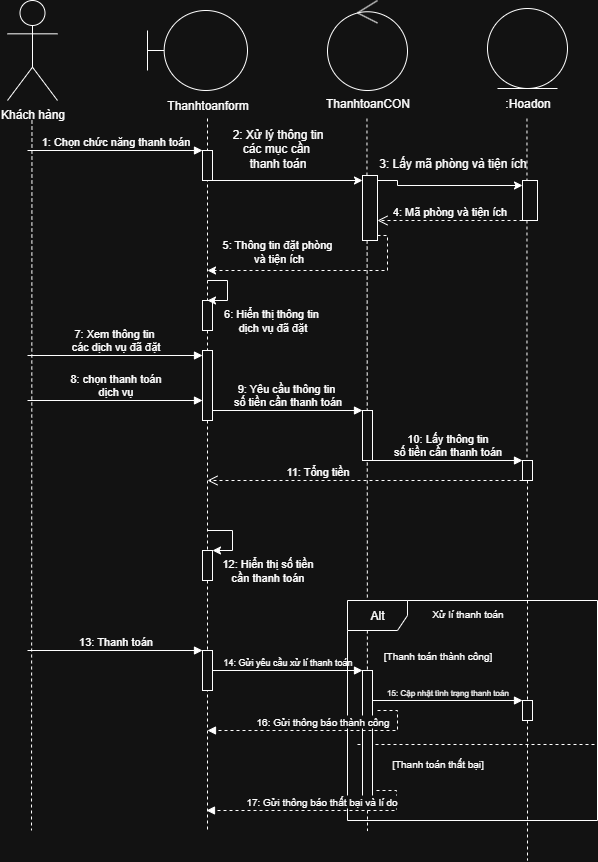 Khách hàng
Thanhtoanform
ThanhtoanCON
:Hoadon
1: Chọn chức năng thanh toán
2: Xử lý thông tin
các mục cần
thanh toán
3: Lấy mã phòng và tiện ích
4: Mã phòng và tiện ích
5: Thông tin đặt phòng
và tiện ích
6: Hiển thị thông tin
dịch vụ đã đặt
7: Xem thông tin
các dịch vụ đã đặt
8: chọn thanh toán
dịch vụ
9: Yêu cầu thông tin
số tiền cần thanh toán
10: Lấy thông tin
số tiền cần thanh toán
11: Tổng tiền
12: Hiển thị số tiền
cần thanh toán
Alt
Xử lí thanh toán
13: Thanh toán
[Thanh toán thành công]
14: Gửi yêu cầu xử lí thanh toán
15: Cập nhật tình trạng thanh toán
16: Gửi thông báo thành công
[Thanh toán thất bại]
17: Gửi thông báo thất bại và lí do